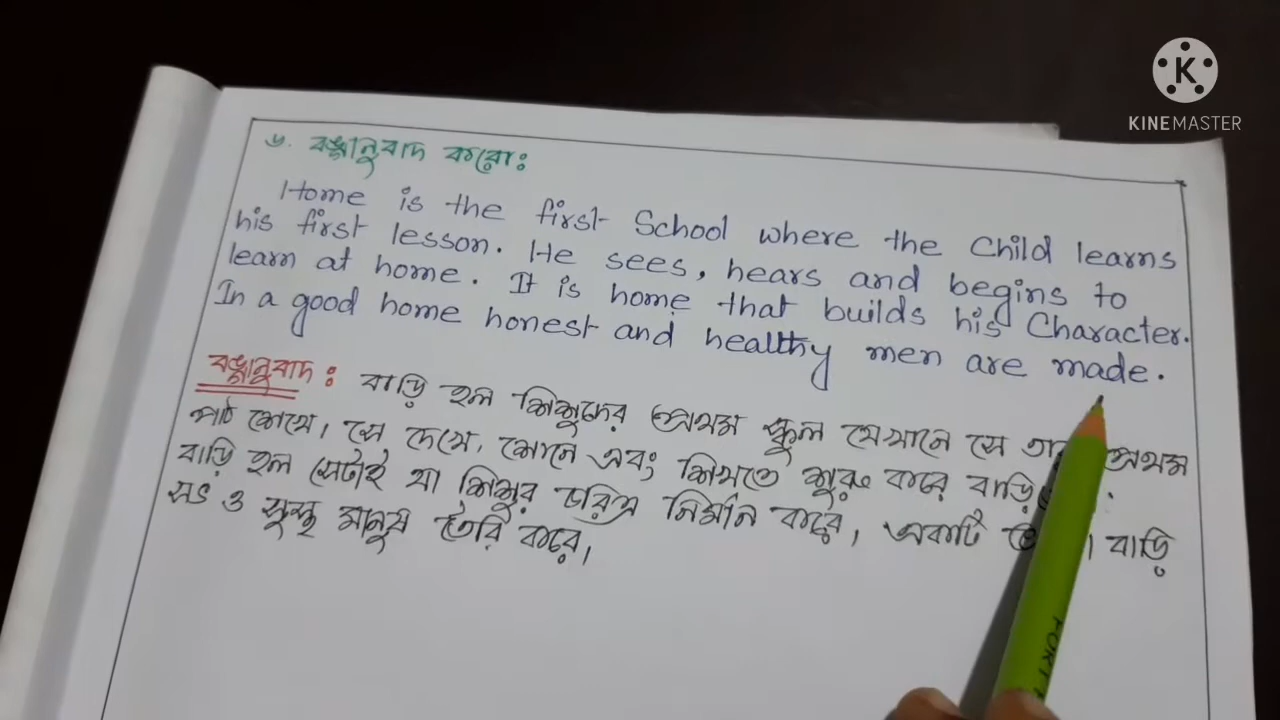 ৬. বঙ্গানুবাদ করো:
Home is the first School where the Child learns
his first lesson. He sees, hears and begins to
learn at home. It is home that builds his Character.
In a good home honest and healthy men are made.
বঙ্গানুবাদ : বাড়ি হল শিশুদের প্রথম স্কুল যেখানে সে প্রথম
পাঠ শেখে। সে দেখে, শোনে এবং শিখতে শুরু করে
বাড়ি হল সেটাই যা শিশুর চরিত্র নির্মান করে, একটি বাড়ি
সৎ ও সুস্থ মানুষ তৈরি করে।
K
KINEMASTER